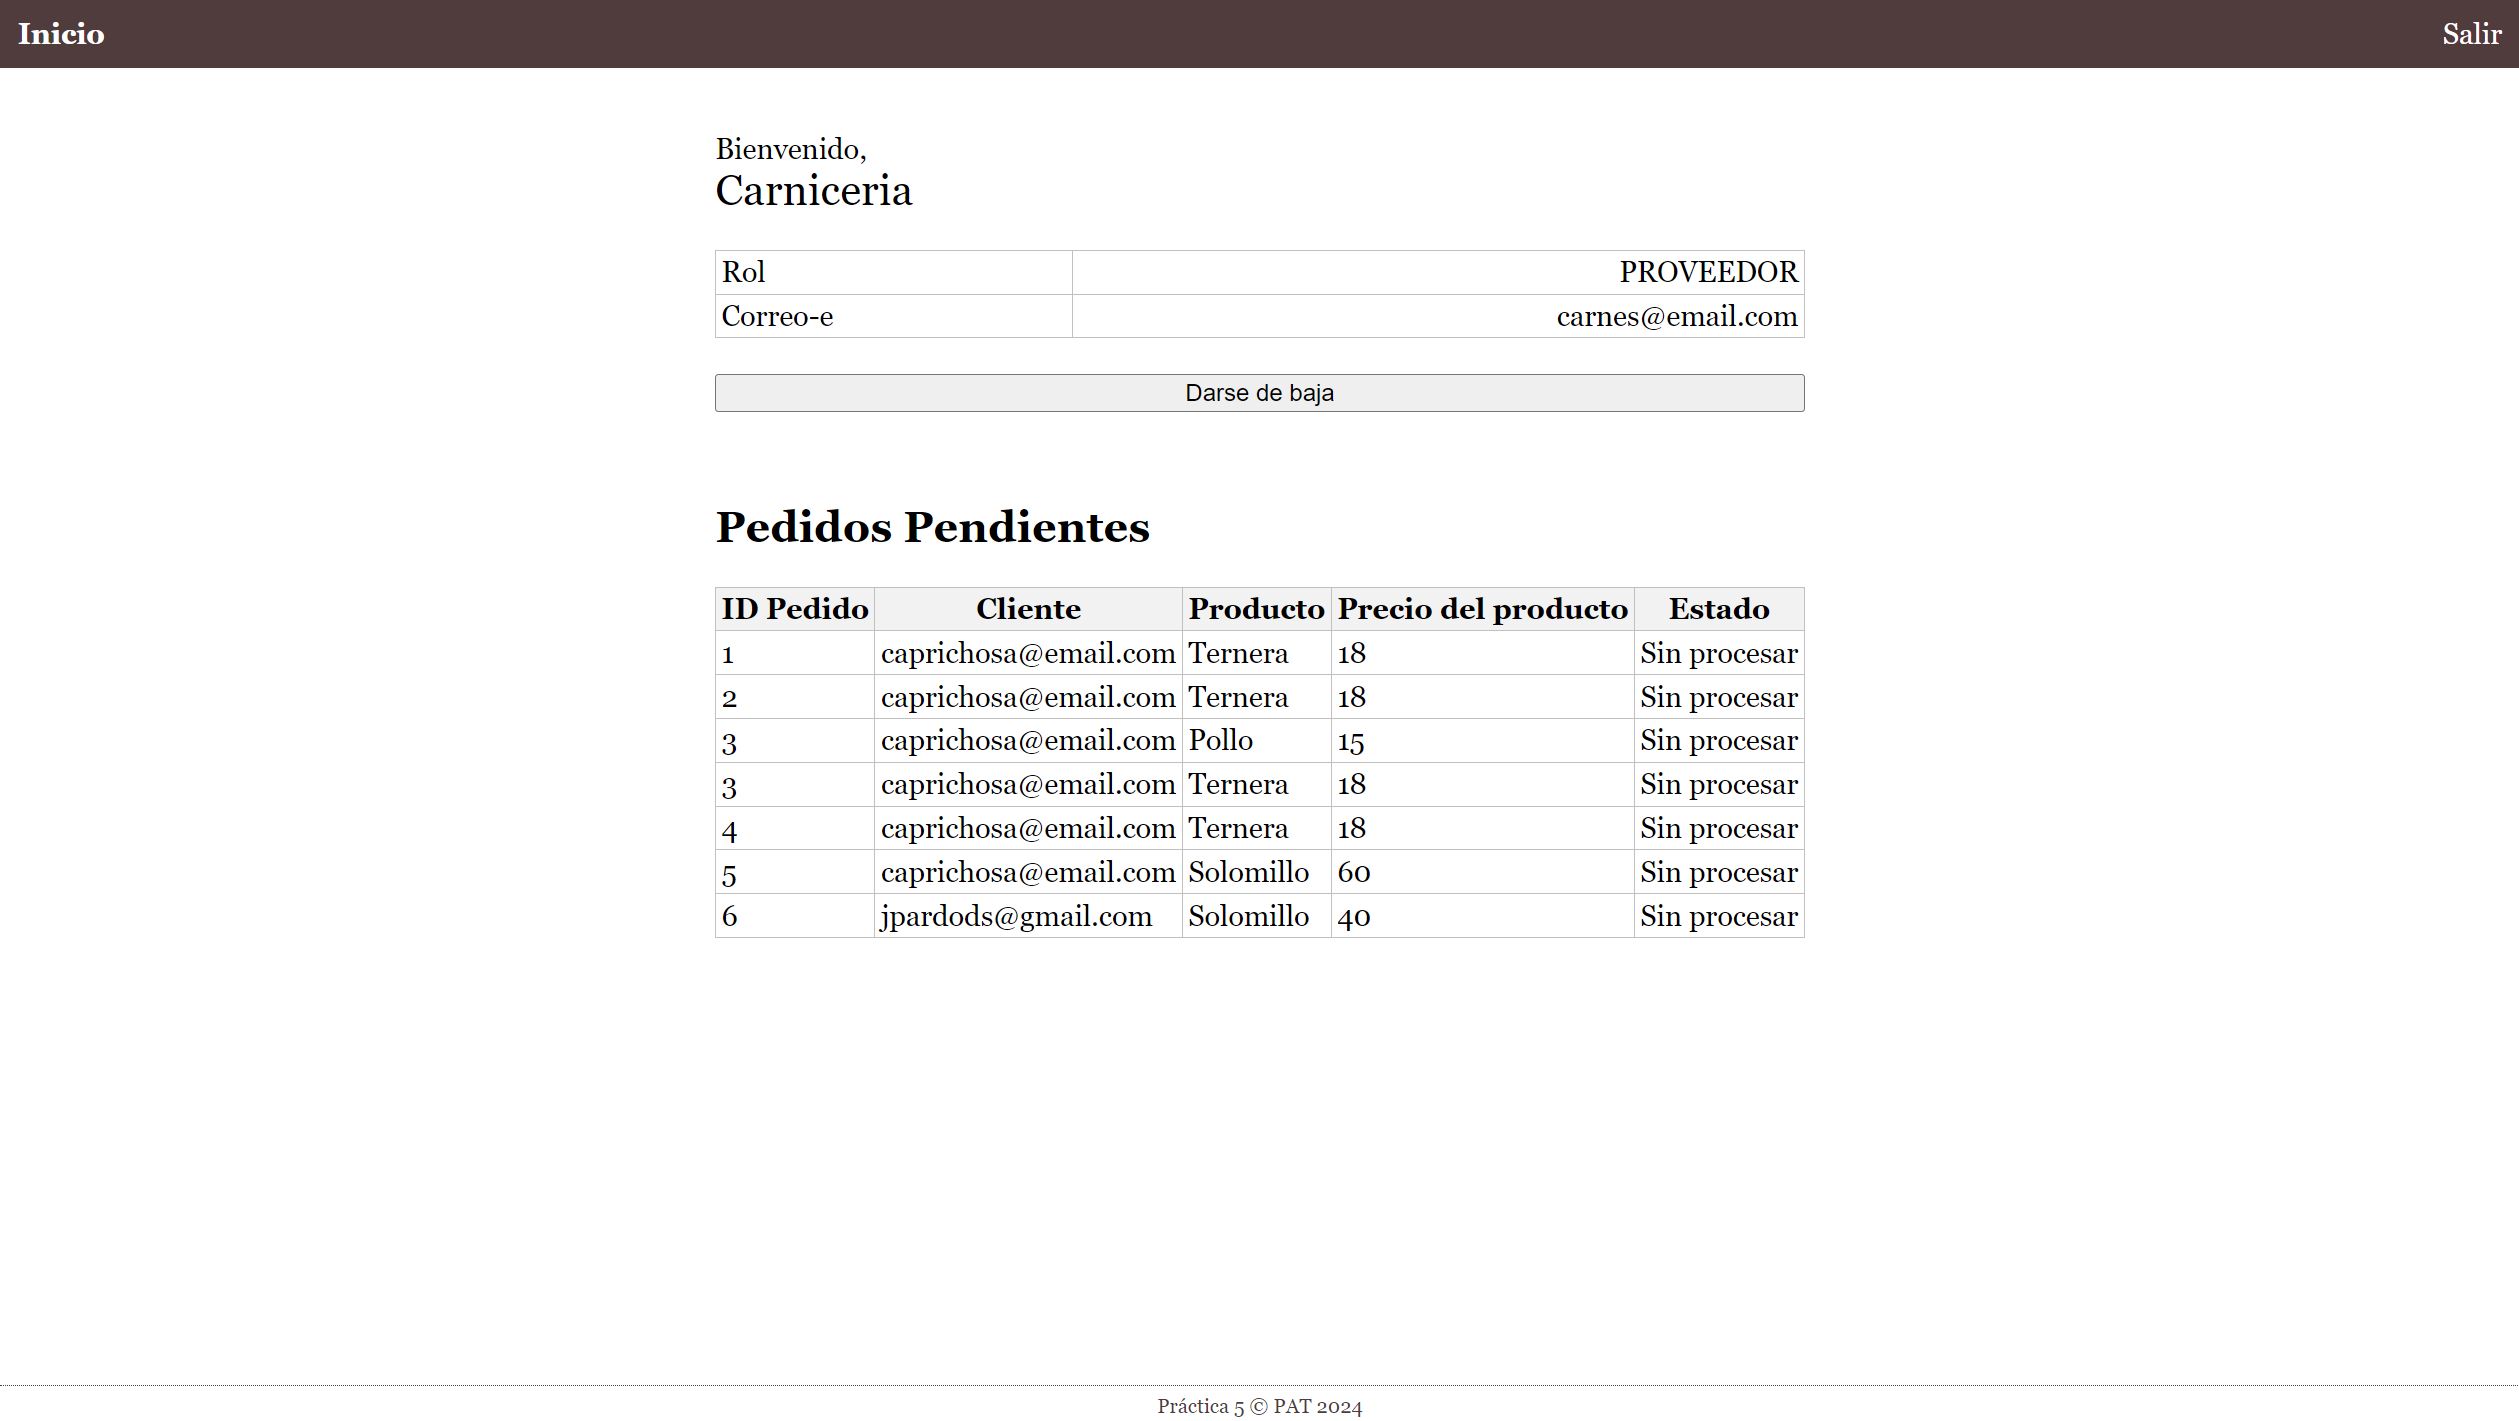 Inicio Salir
Bienvenido,
Carniceria
Rol PROVEEDOR
Correo-e carnes@email.com
Darse de baja
Pedidos Pendientes
ID Pedido Cliente Producto Precio del producto Estado
1 caprichosa@email.com Ternera 18 Sin procesar
2 caprichosa@email.com Ternera 18 Sin procesar
3 caprichosa@email.com Pollo 15 Sin procesar
3 caprichosa@email.com Ternera 18 Sin procesar
4 caprichosa@email.com Ternera 18 Sin procesar
5 caprichosa@email.com Solomillo 60 Sin procesar
6 jpardods@gmail.com Solomillo 40 Sin procesar
Práctica 5 © PAT 2024